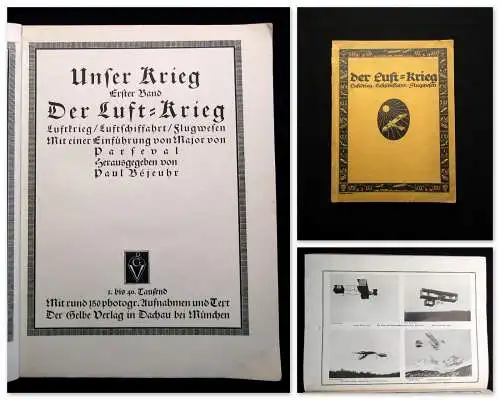 Unser Krieg
Erster Band
Der Luft=Krieg
Luftkrieg/Luftschiffahrt/Flugwesen
Mit einer Einführung von Major von
Parseval
Herausgegeben von
Paul Béjeuhr
1. bis 40. Tausend
Mit rund 150 photogr. Aufnahmen und Text
Der Gelbe Verlag in Dachau bei München
Der Luft=Krieg